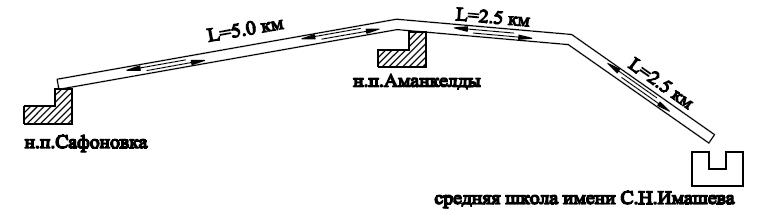 L=5.0 км
L=2.5 км
L=2.5 км
н.п.Аманкелды
н.п.Сафоновка
средняя школа имени С.Н.Имашева